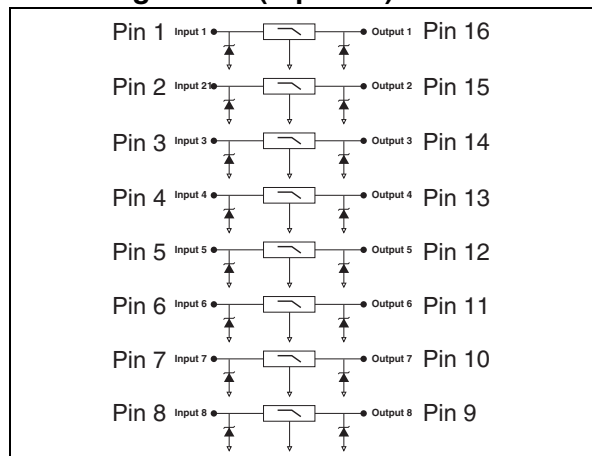 Pin 1 Input 1 Output 1 Pin 16
Pin 2 Input 21 Output 2 Pin 15
Pin 3 Input 3 Output 3 Pin 14
Pin 4 Input 4 Output 4 Pin 13
Pin 5 Input 5 Output 5 Pin 12
Pin 6 Input 6 Output 6 Pin 11
Pin 7 Input 7 Output 7 Pin 10
Pin 8 Input 8 Output 8 Pin 9